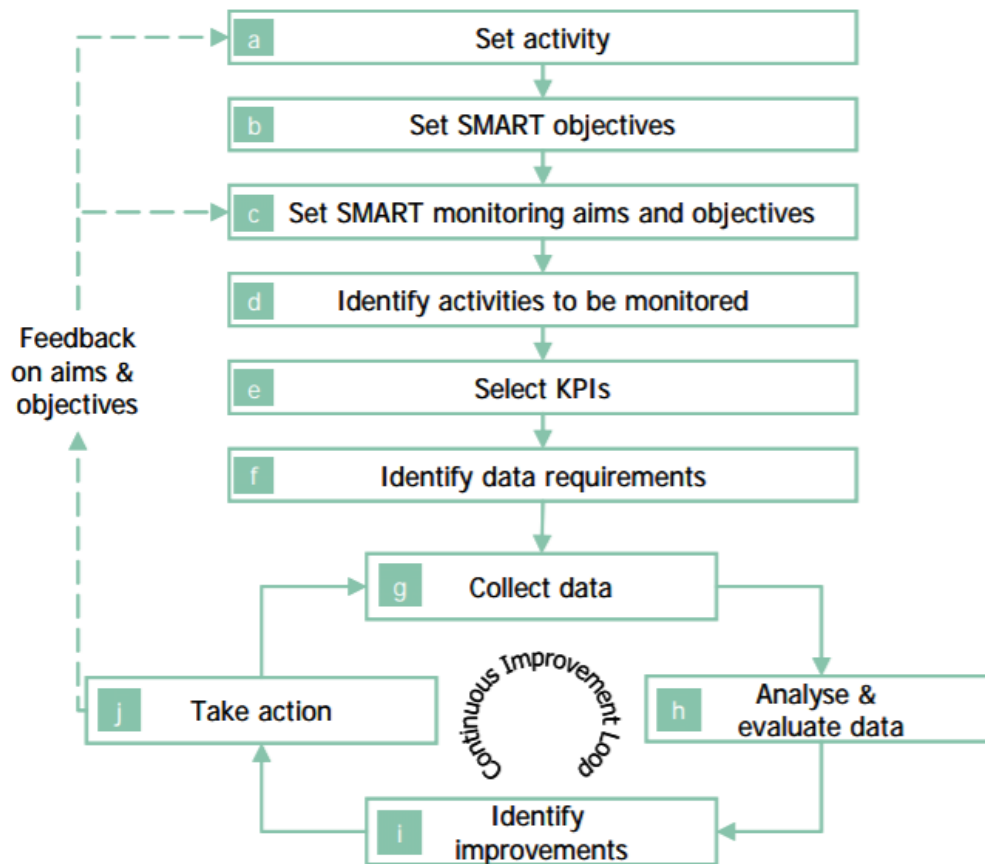 a Set activity
b Set SMART objectives
c Set SMART monitoring aims and objectives
d Identify activities to be monitored
Feedback
on aims &
objectives
e Select KPIs
f Identify data requirements
g Collect data
Continuous Improvement Loop
j Take action
h Analyse &
evaluate data
i Identify
improvements